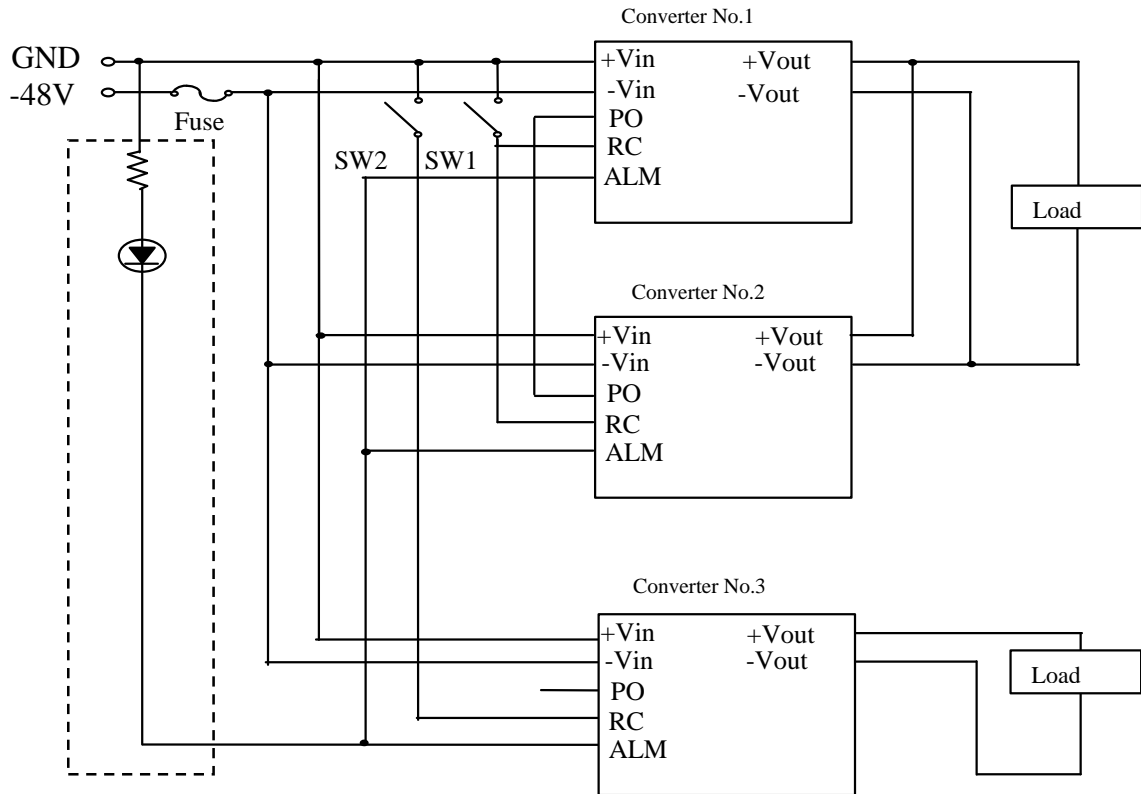 Converter No.1
GND
-48V
Fuse
SW2
SW1
+Vin
-Vin
PO
RC
ALM
+Vout
-Vout
Load
Converter No.2
+Vin
-Vin
PO
RC
ALM
+Vout
-Vout
Converter No.3
+Vin
-Vin
PO
RC
ALM
+Vout
-Vout
Load